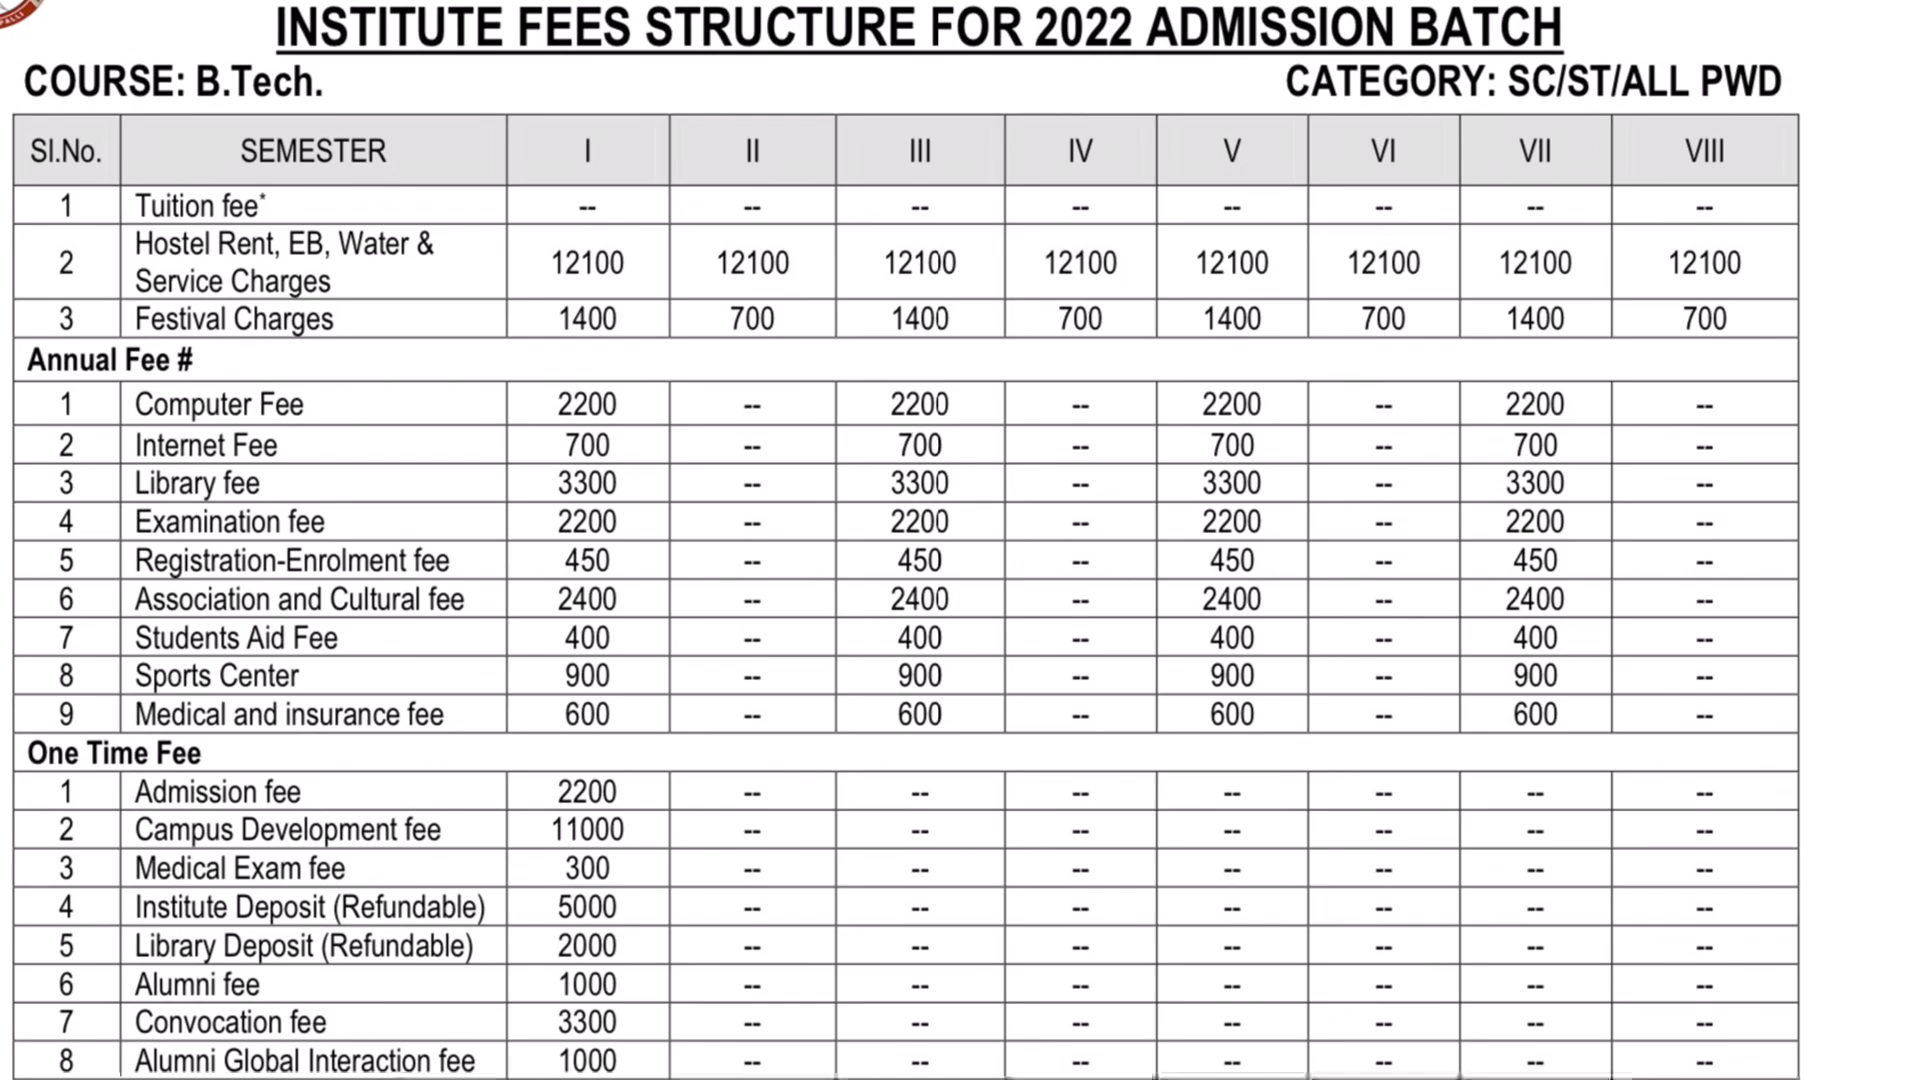 PALLI
INSTITUTE FEES STRUCTURE FOR 2022 ADMISSION BATCH
COURSE: B.Tech. CATEGORY: SC/ST/ALL PWD
Sl.No. SEMESTER I II III IV V VI VII VIII
1 Tuition fee* -- -- -- -- -- -- -- --
2 Hostel Rent, EB, Water &
Service Charges 12100 12100 12100 12100 12100 12100 12100 12100
3 Festival Charges 1400 700 1400 700 1400 700 1400 700
Annual Fee #
1 Computer Fee 2200 -- 2200 -- 2200 -- 2200 --
2 Internet Fee 700 -- 700 -- 700 -- 700 --
3 Library fee 3300 -- 3300 -- 3300 -- 3300 --
4 Examination fee 2200 -- 2200 -- 2200 -- 2200 --
5 Registration-Enrolment fee 450 -- 450 -- 450 -- 450 --
6 Association and Cultural fee 2400 -- 2400 -- 2400 -- 2400 --
7 Students Aid Fee 400 -- 400 -- 400 -- 400 --
8 Sports Center 900 -- 900 -- 900 -- 900 --
9 Medical and insurance fee 600 -- 600 -- 600 -- 600 --
One Time Fee
1 Admission fee 2200 -- -- -- -- -- -- --
2 Campus Development fee 11000 -- -- -- -- -- -- --
3 Medical Exam fee 300 -- -- -- -- -- -- --
4 Institute Deposit (Refundable) 5000 -- -- -- -- -- -- --
5 Library Deposit (Refundable) 2000 -- -- -- -- -- -- --
6 Alumni fee 1000 -- -- -- -- -- -- --
7 Convocation fee 3300 -- -- -- -- -- -- --
8 Alumni Global Interaction fee 1000 -- -- -- -- -- -- --